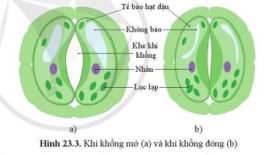 Tế bào hạt đậu
Không bào
Khe khí
khổng
Nhân
Lục lạp
a)
b)
Hình 23.3. Khí khổng mở (a) và khí khổng đóng (b)